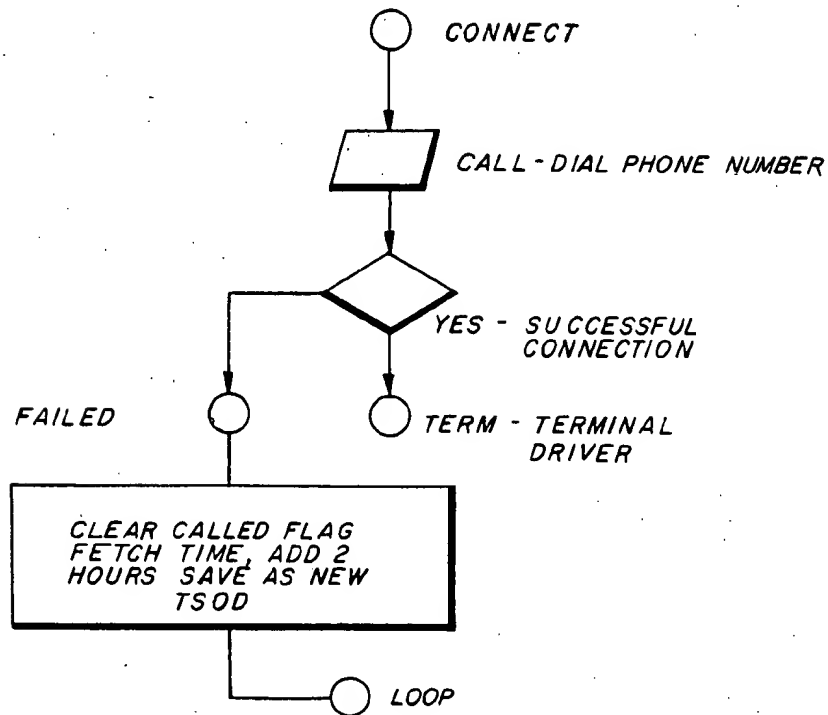 CONNECT
CALL-DIAL PHONE NUMBER
YES - SUCCESSFUL
CONNECTION
FAILED
TERM - TERMINAL
DRIVER
CLEAR CALLED FLAG
FETCH TIME, ADD 2
HOURS SAVE AS NEW
TSOD
LOOP